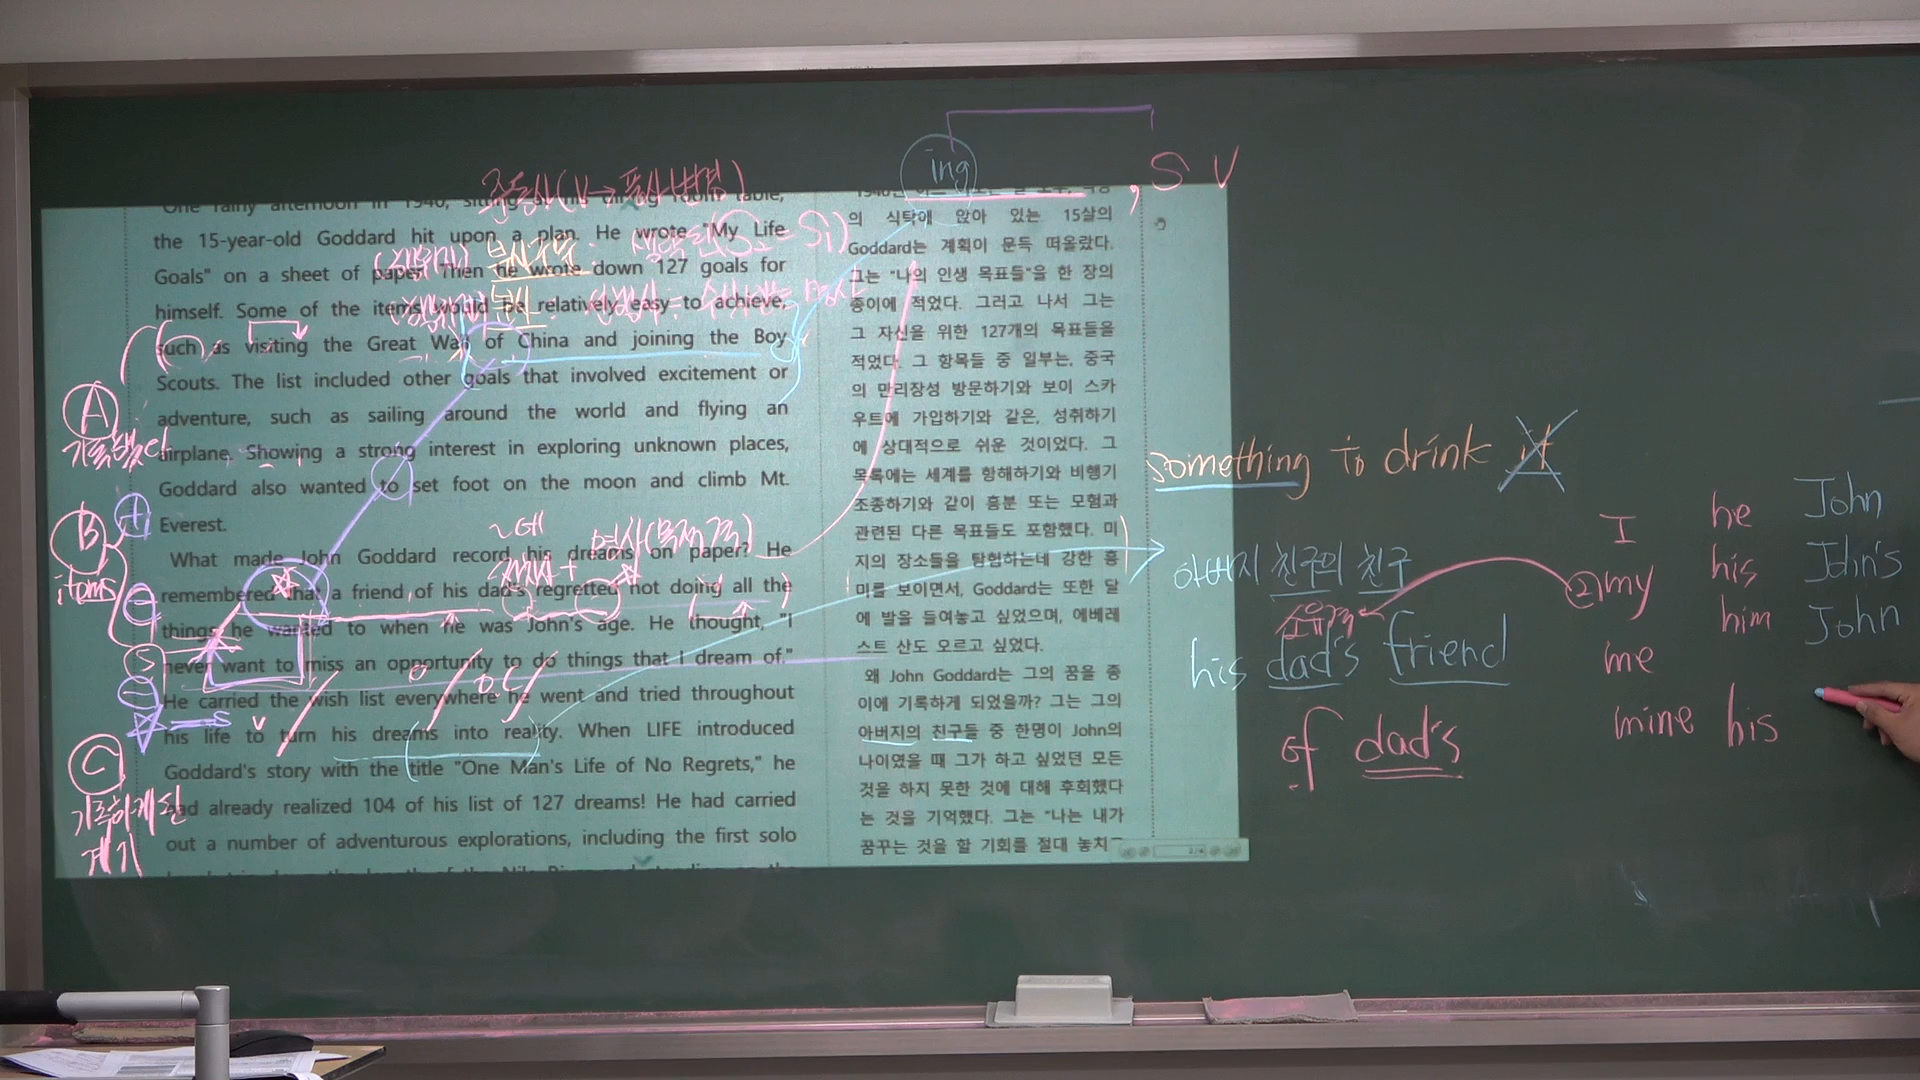 One rainy afternoon in 1940, sitting at his dining room table,
the 15-year-old Goddard hit upon a plan. He wrote "My Life
Goals" on a sheet of paper. Then he wrote down 127 goals for
himself. Some of the items would be relatively easy to achieve,
such as visiting the Great Wall of China and joining the Boy
Scouts. The list included other goals that involved excitement or
adventure, such as sailing around the world and flying an
airplane. Showing a strong interest in exploring unknown places,
Goddard also wanted to set foot on the moon and climb Mt.
Everest.
What made John Goddard record his dreams on paper? He
remembered that a friend of his dad's regretted not doing all the
things he wanted to when he was John's age. He thought, "I
never want to miss an opportunity to do things that I dream of."
He carried the wish list everywhere he went and tried throughout
his life to turn his dreams into reality. When LIFE introduced
Goddard's story with the title "One Man's Life of No Regrets," he
had already realized 104 of his list of 127 dreams! He had carried
out a number of adventurous explorations, including the first solo
의 식탁에 앉아 있는 15살의
Goddard는 계획이 문득 떠올랐다.
그는 "나의 인생 목표들"을 한 장의
종이에 적었다. 그러고 나서 그는
그 자신을 위한 127개의 목표들을
적었다. 그 항목들 중 일부는, 중국
의 만리장성 방문하기와 보이 스카
우트에 가입하기와 같은, 성취하기
에 상대적으로 쉬운 것이었다. 그
목록에는 세계를 항해하기와 비행기
조종하기와 같이 흥분 또는 모험과
관련된 다른 목표들도 포함했다. 미
지의 장소들을 탐험하는데 강한 흥
미를 보이면서, Goddard는 또한 달
에 발을 들여놓고 싶었으며, 에베레
스트 산도 오르고 싶었다.
왜 John Goddard는 그의 꿈을 종
이에 기록하게 되었을까? 그는 그의
아버지의 친구들 중 한명이 John의
나이였을 때 그가 하고 싶었던 모든
것을 하지 못한 것에 대해 후회했다
는 것을 기억했다. 그는 "나는 내가
꿈꾸는 것을 할 기회를 절대 놓치
ing
, S V
A
B
items
C
기록하게 된
계기
명사(목적격)
something to drink it
아버지 친구의 친구
소유격
his dad's friend
of dad's
I
② my
me
mine
he
his
him
his
John
John's
John